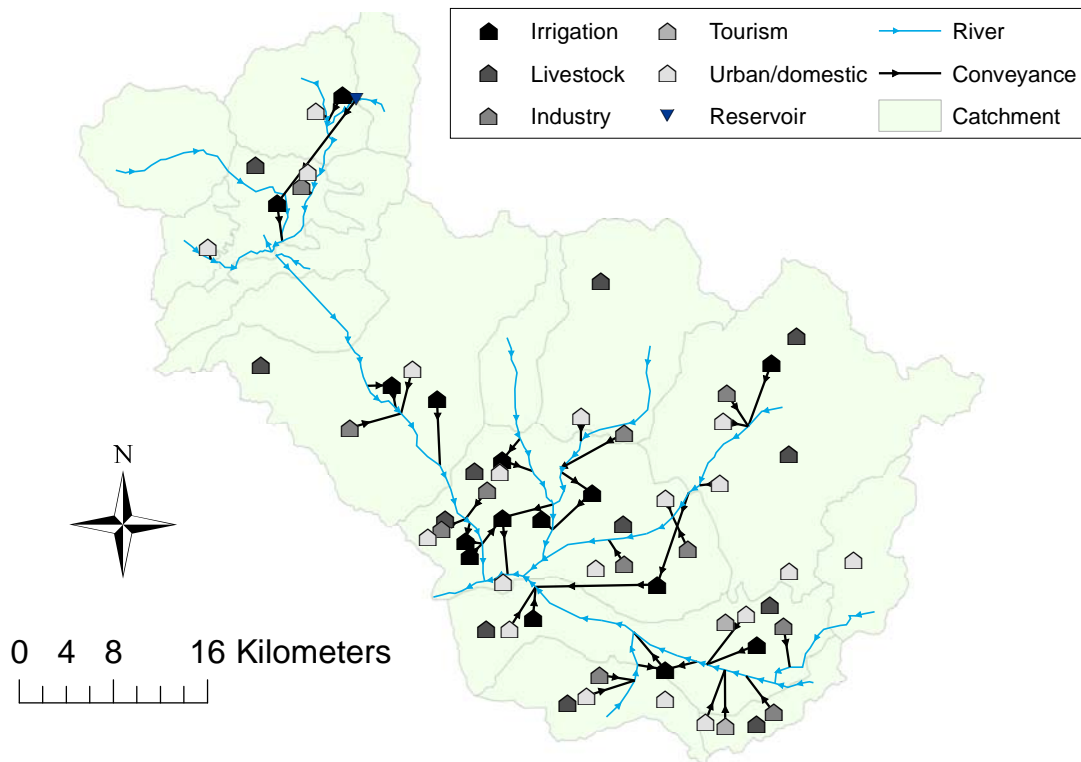 Irrigation Tourism River
Livestock Urban/domestic Conveyance
Industry Reservoir Catchment
N
0 4 8 16 Kilometers